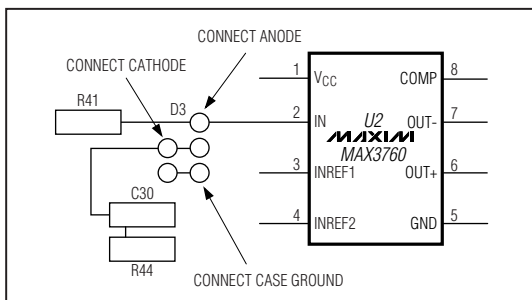 CONNECT ANODE
CONNECT CATHODE
R41
D3
1 VCC COMP 8
2 IN U2 OUT- 7
MAXIM
MAX3760
3 INREF1 OUT+ 6
4 INREF2 GND 5
C30
R44
CONNECT CASE GROUND